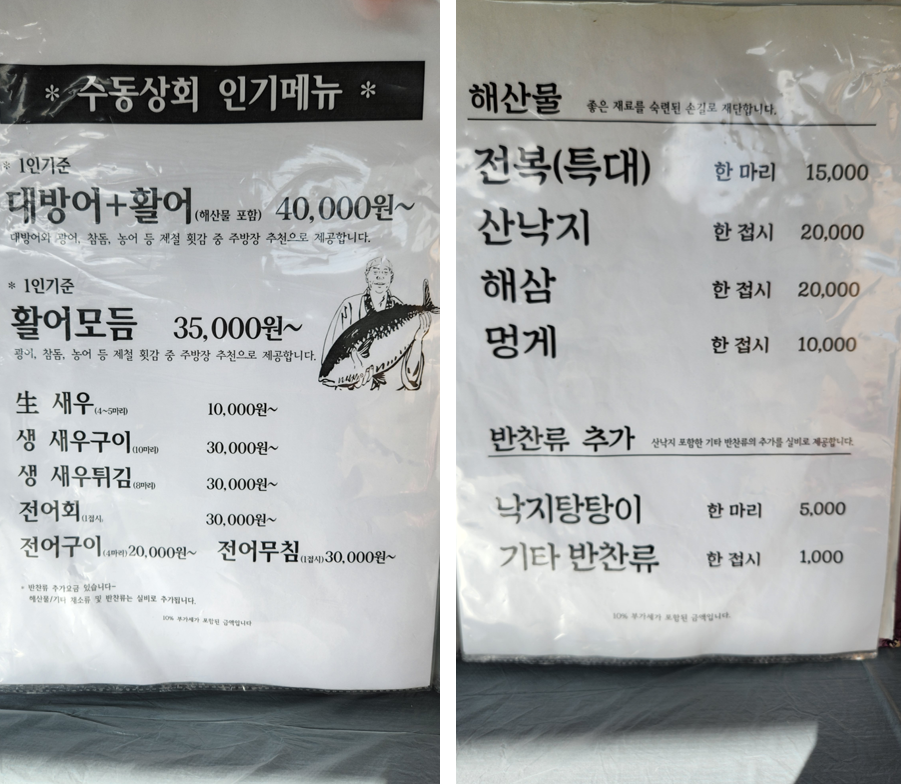 * 수동상회 인기메뉴 *
* 1인기준
대방어+활어(해산물 포함) 40,000원~
대방어와 광어, 참돔, 농어 등 제철 횟감 중 주방장 추천으로 제공합니다.
* 1인기준
활어모듬 35,000원~
광어, 참돔, 농어 등 제철 횟감 중 주방장 추천으로 제공합니다.
生 새우(4~5마리) 10,000원~
생 새우구이(10마리) 30,000원~
생 새우튀김(8마리) 30,000원~
전어회(1접시) 30,000원~
전어구이(4마리)20,000원~ 전어무침(1접시)30,000원~
* 반찬류 추가요금 있습니다~
해산물/기타 채소류 및 반찬류는 실비로 추가됩니다.
10% 부가세가 포함된 금액입니다
해산물 좋은 재료를 숙련된 손길로 재단합니다.
전복(특대) 한 마리 15,000
산낙지 한 접시 20,000
해삼 한 접시 20,000
멍게 한 접시 10,000
반찬류 추가 산낙지 포함한 기타 반찬류의 추가를 실비로 제공합니다.
낙지탕탕이 한 마리 5,000
기타 반찬류 한 접시 1,000
10% 부가세가 포함된 금액입니다.